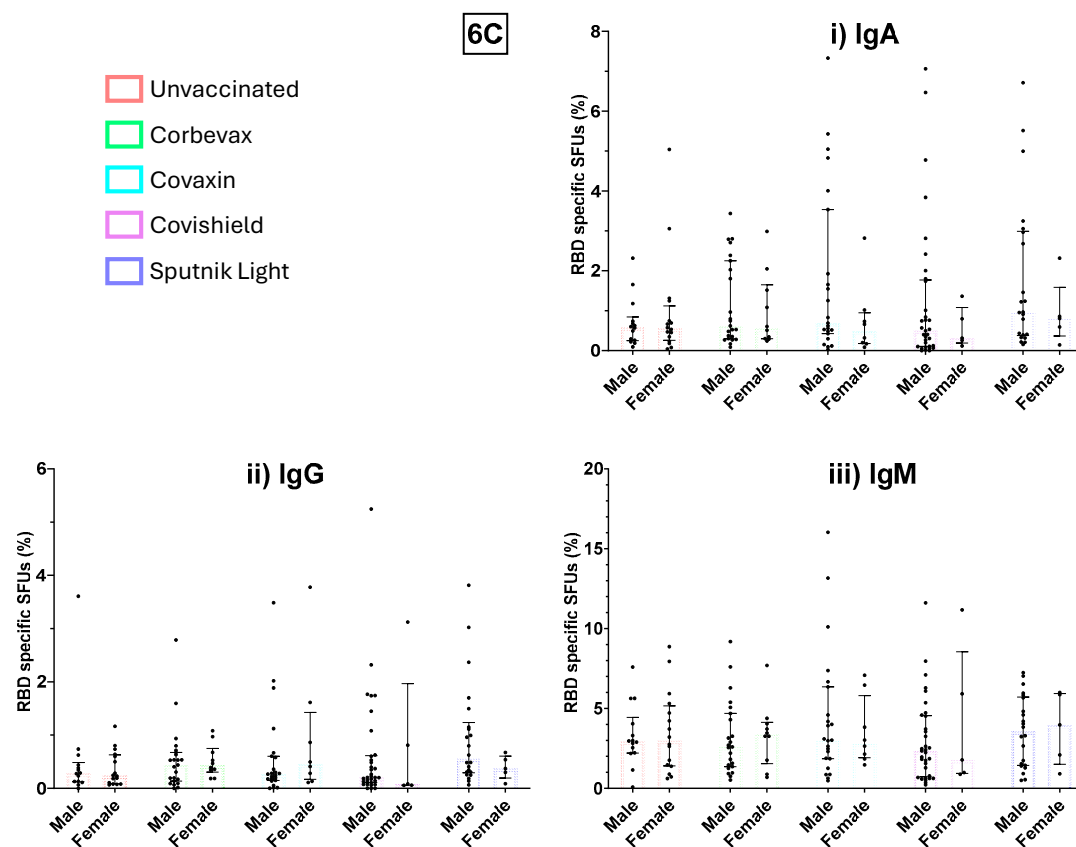 6C
Unvaccinated
Corbevax
Covaxin
Covishield
Sputnik Light
i) IgA
RBD specific SFUs (%)
8
6
4
2
0
Male Female Male Female Male Female Male Female Male Female
ii) IgG
RBD specific SFUs (%)
6
4
2
0
Male Female Male Female Male Female Male Female Male Female
iii) IgM
RBD specific SFUs (%)
20
15
10
5
0
Male Female Male Female Male Female Male Female Male Female